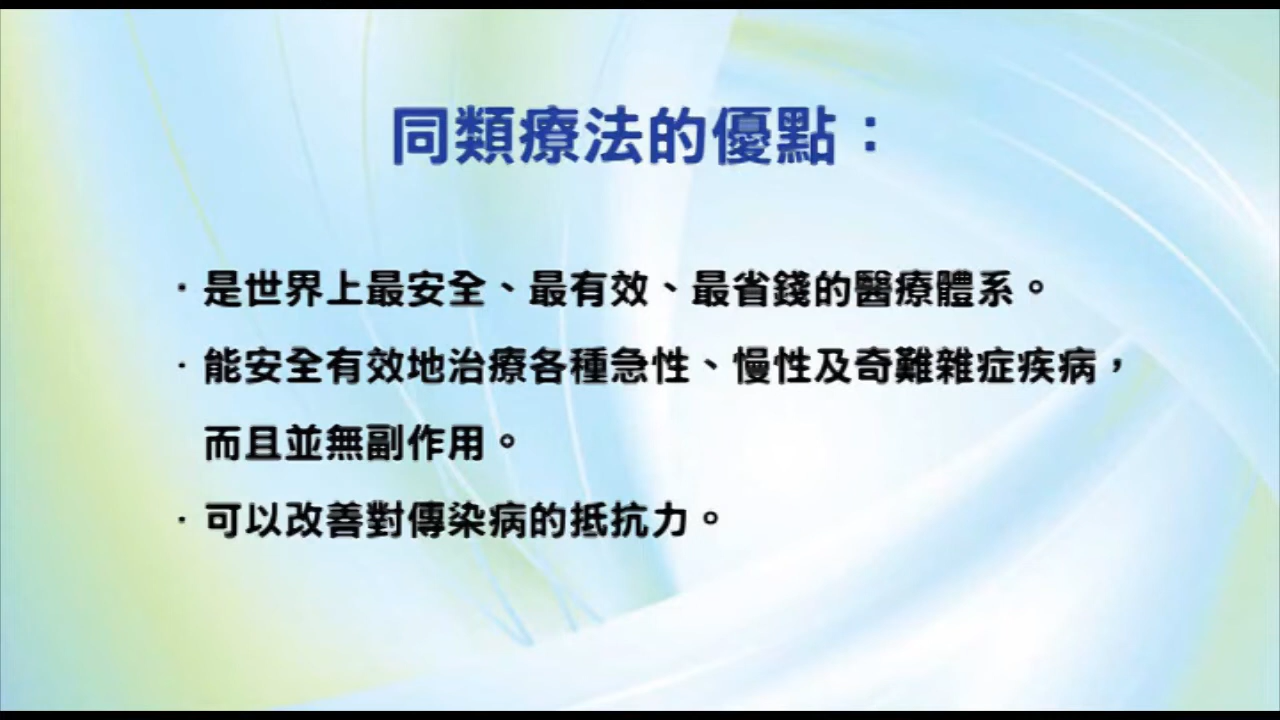 同類療法的優點：
·是世界上最安全、最有效、最省錢的醫療體系。
·能安全有效地治療各種急性、慢性及奇難雜症疾病，
而且並無副作用。
·可以改善對傳染病的抵抗力。